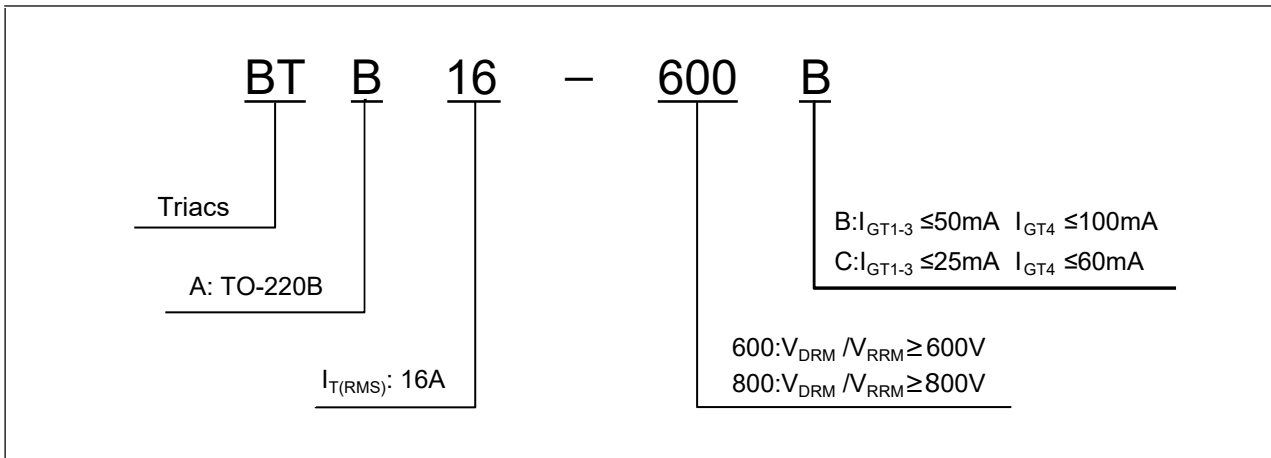 BT B 16 – 600 B
Triacs
B:IGT1-3 ≤50mA IGT4 ≤100mA
C:IGT1-3 ≤25mA IGT4 ≤60mA
A: TO-220B
600:VDRM /VRRM≥600V
IT(RMS): 16A
800:VDRM /VRRM≥800V